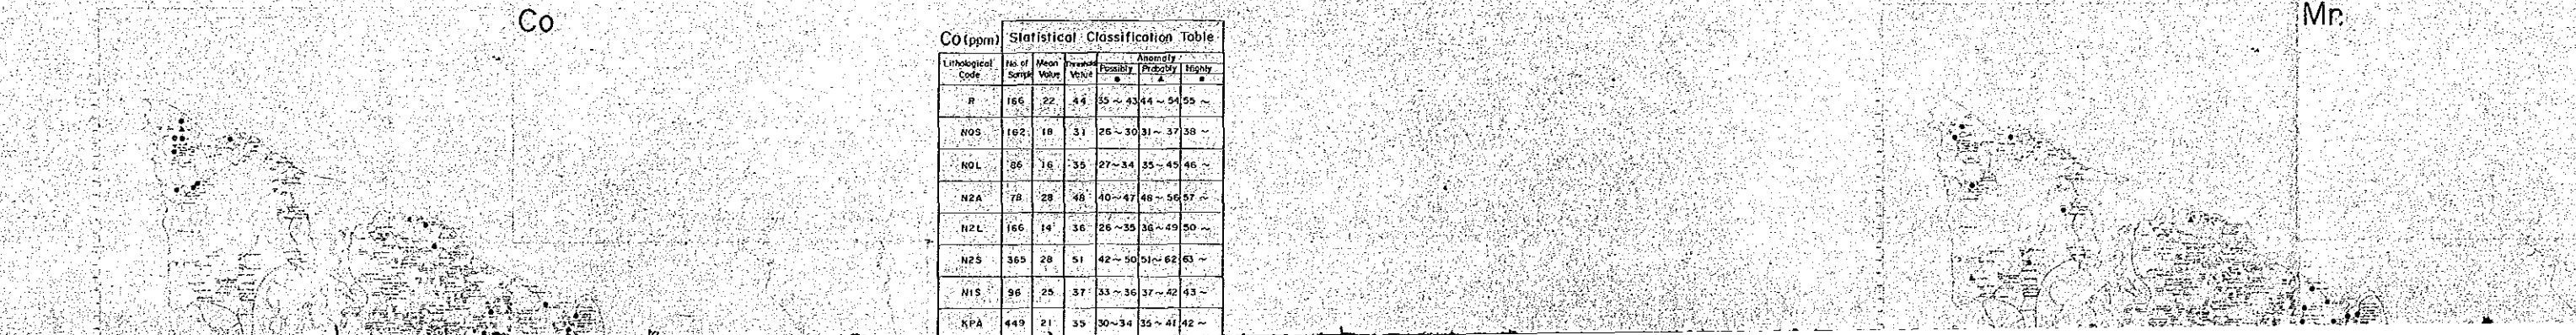 Co
Mn
Co (ppm) Statistical Classification Table
Lithological Code No. of Sample Mean Value Threshold Value Anomaly
Possibly Probably Highly
● ▲ ■
R 166 22 44 35~43 44~54 55~
NQS 162 18 31 26~30 31~37 38~
NQL 86 16 35 27~34 35~45 46~
N2A 78 28 48 40~47 48~56 57~
N2L 166 14 36 26~35 36~49 50~
N2S 365 28 51 42~50 51~62 63~
N1S 96 25 37 33~36 37~42 43~
KPA 449 21 35 30~34 35~41 42~